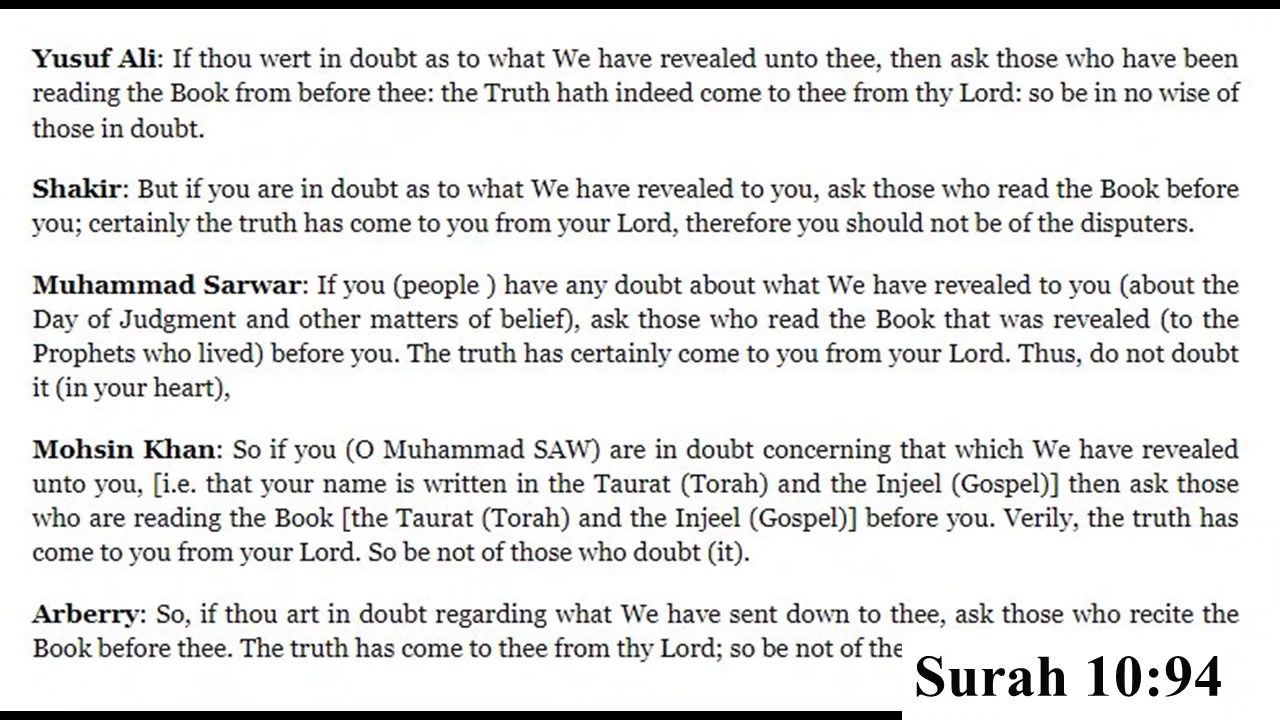 Yusuf Ali: If thou wert in doubt as to what We have revealed unto thee, then ask those who have been
reading the Book from before thee: the Truth hath indeed come to thee from thy Lord: so be in no wise of
those in doubt.
Shakir: But if you are in doubt as to what We have revealed to you, ask those who read the Book before
you; certainly the truth has come to you from your Lord, therefore you should not be of the disputers.
Muhammad Sarwar: If you (people ) have any doubt about what We have revealed to you (about the
Day of Judgment and other matters of belief), ask those who read the Book that was revealed (to the
Prophets who lived) before you. The truth has certainly come to you from your Lord. Thus, do not doubt
it (in your heart),
Mohsin Khan: So if you (O Muhammad SAW) are in doubt concerning that which We have revealed
unto you, [i.e. that your name is written in the Taurat (Torah) and the Injeel (Gospel)] then ask those
who are reading the Book [the Taurat (Torah) and the Injeel (Gospel)] before you. Verily, the truth has
come to you from your Lord. So be not of those who doubt (it).
Arberry: So, if thou art in doubt regarding what We have sent down to thee, ask those who recite the
Book before thee. The truth has come to thee from thy Lord; so be not of the
Surah 10:94